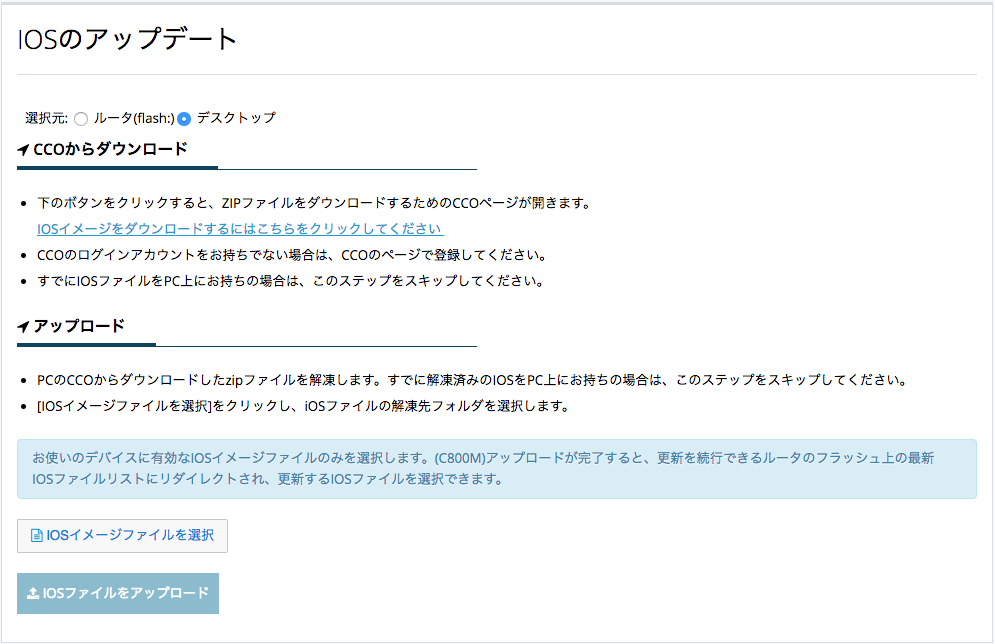 IOSのアップデート
選択元: ルータ(flash:) デスクトップ
CCOからダウンロード
下のボタンをクリックすると、ZIPファイルをダウンロードするためのCCOページが開きます。
IOSイメージをダウンロードするにはこちらをクリックしてください
CCOのログインアカウントをお持ちでない場合は、CCOのページで登録してください。
すでにIOSファイルをPC上にお持ちの場合は、このステップをスキップしてください。
アップロード
PCのCCOからダウンロードしたzipファイルを解凍します。すでに解凍済みのIOSをPC上にお持ちの場合は、このステップをスキップしてください。
[IOSイメージファイルを選択]をクリックし、iOSファイルの解凍先フォルダを選択します。
お使いのデバイスに有効なIOSイメージファイルのみを選択します。(C800M)アップロードが完了すると、更新を続行できるルータのフラッシュ上の最新
IOSファイルリストにリダイレクトされ、更新するIOSファイルを選択できます。
IOSイメージファイルを選択
IOSファイルをアップロード